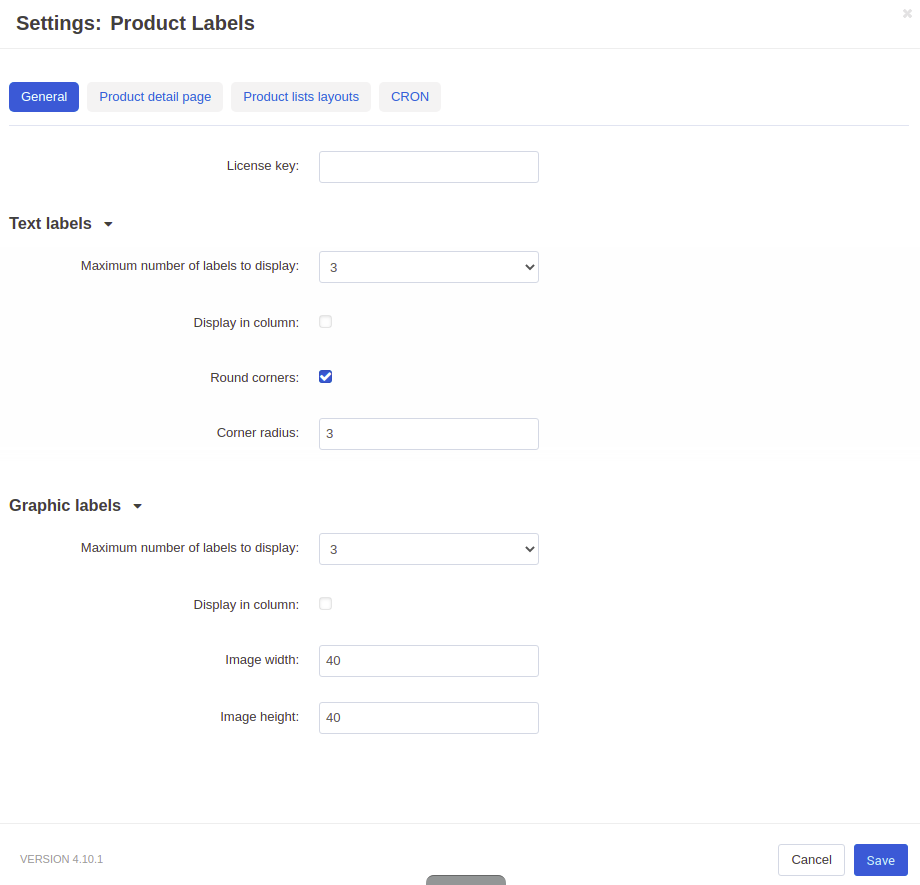 Settings: Product Labels
General Product detail page Product lists layouts CRON
License key:
Text labels
Maximum number of labels to display: 3
Display in column:
Round corners:
Corner radius: 3
Graphic labels
Maximum number of labels to display: 3
Display in column:
Image width: 40
Image height: 40
VERSION 4.10.1 Cancel Save